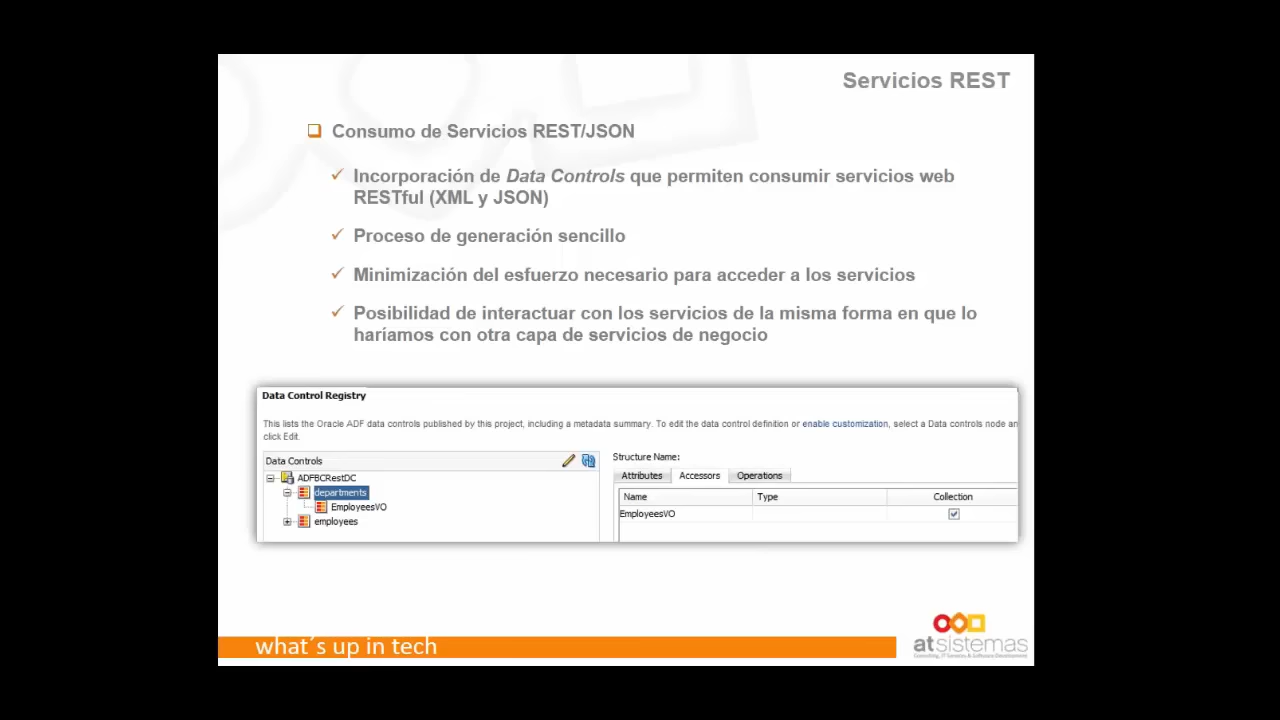 Servicios REST
Consumo de Servicios REST/JSON
Incorporación de Data Controls que permiten consumir servicios web
RESTful (XML y JSON)
Proceso de generación sencillo
Minimización del esfuerzo necesario para acceder a los servicios
Posibilidad de interactuar con los servicios de la misma forma en que lo
haríamos con otra capa de servicios de negocio
Data Control Registry
This lists the Oracle ADF data controls published by this project, including a metadata summary. To edit the data control definition or enable customization, select a Data controls node an
click Edit.
Data Controls
ADFBCRestDC
departments
EmployeesVO
employees
Structure Name:
Attributes Accessors Operations
Name Type Collection
EmployeesVO
what´s up in tech
atsistemas
Consulting, IT Services & Software Development